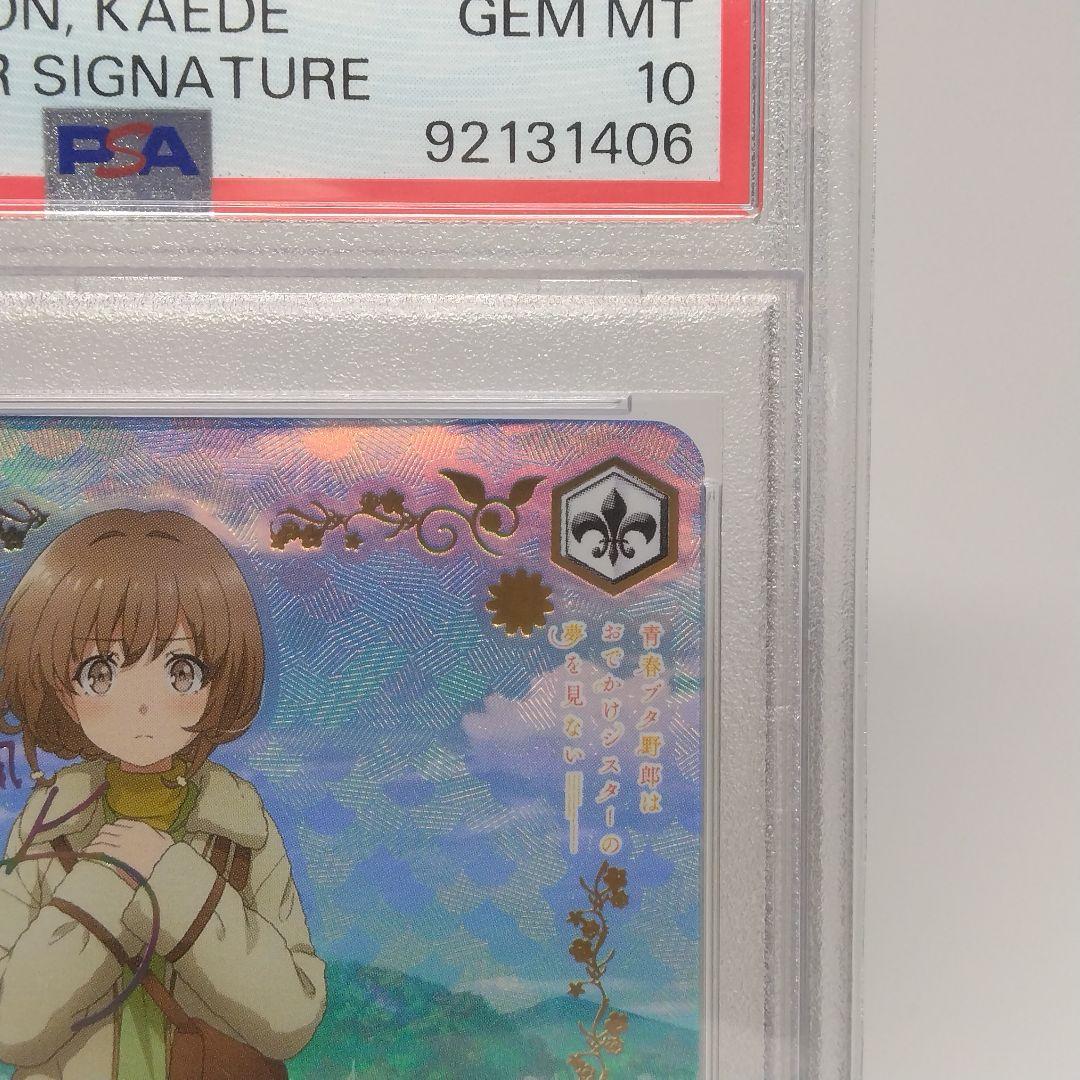 ON, KAEDE GEM MT
R SIGNATURE 10
PSA 92131406
青春ブタ野郎は
おでかけシスターの
夢を見ない